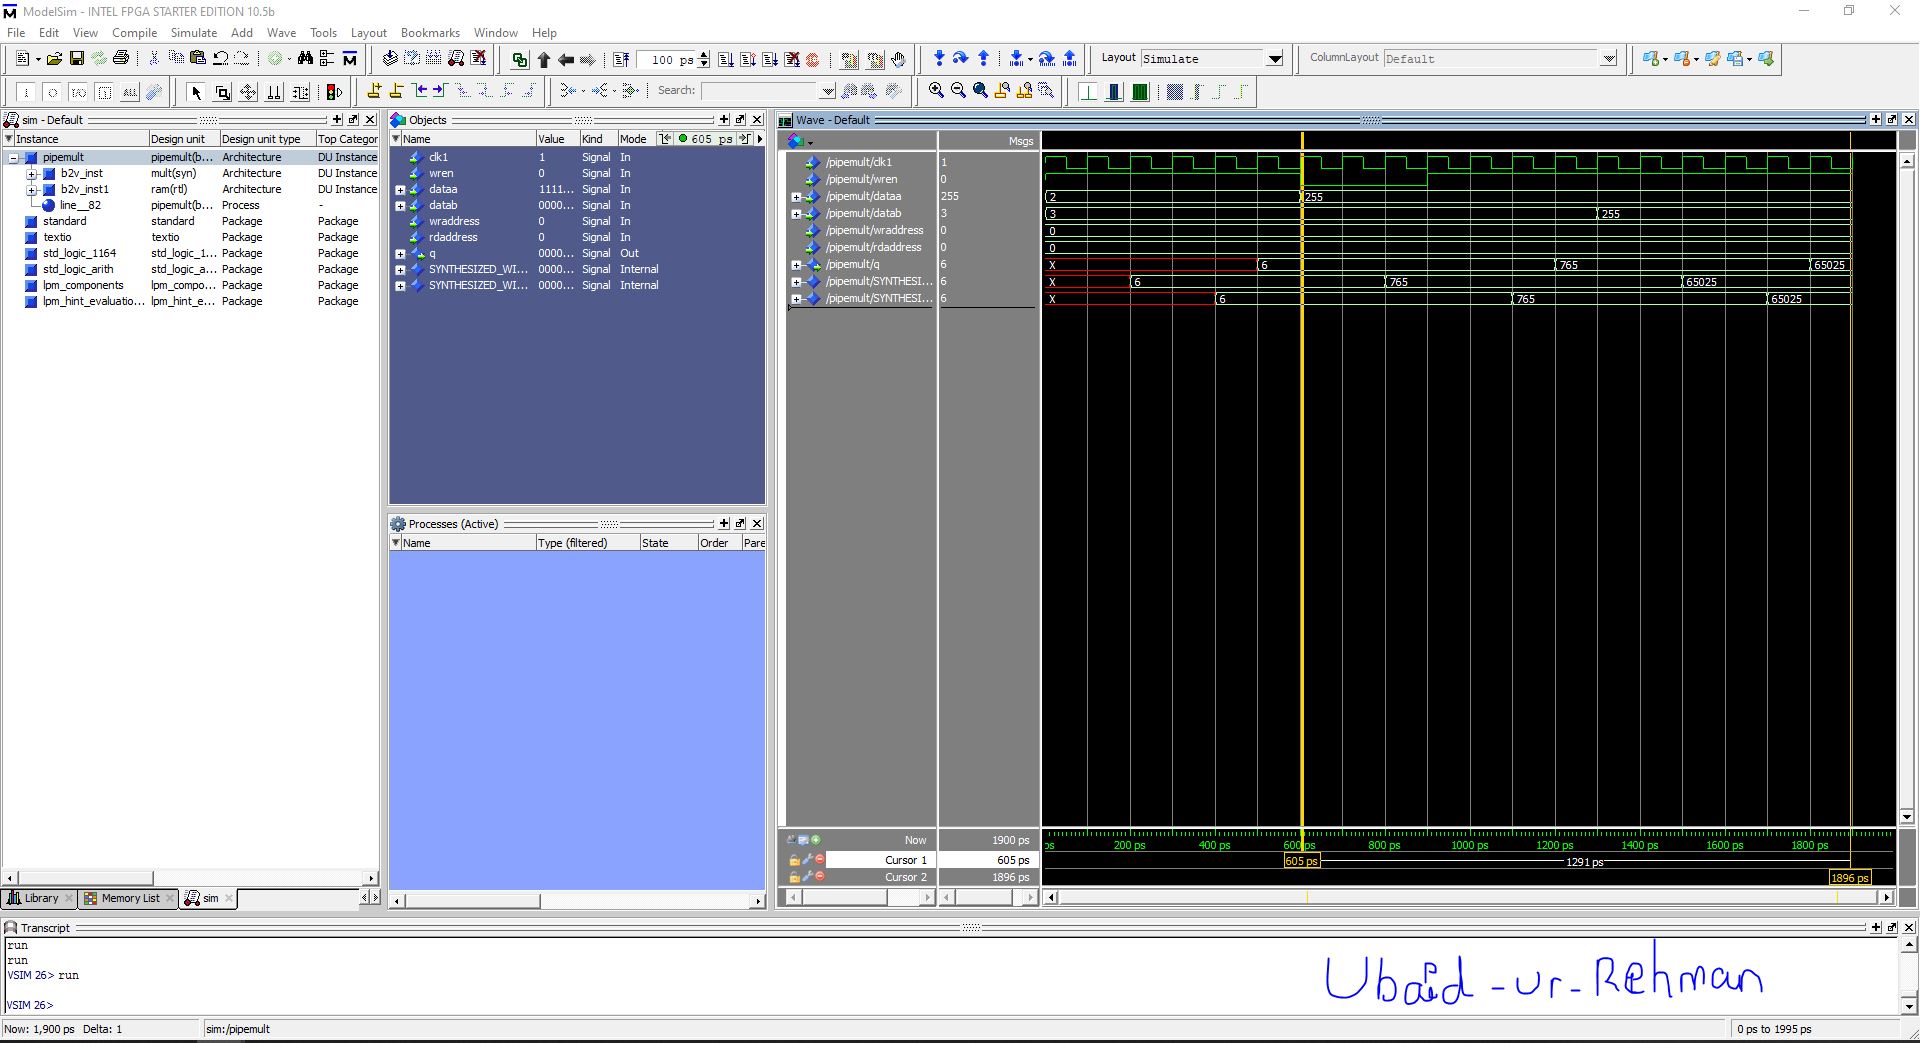 ModelSim - INTEL FPGA STARTER EDITION 10.5b
File Edit View Compile Simulate Add Wave Tools Layout Bookmarks Window Help
100 ps
Layout Simulate
ColumnLayout Default
Search:
sim - Default
Instance Design unit Design unit type Top Categor
pipemult pipemult(b... Architecture DU Instance
b2v_inst mult(syn) Architecture DU Instance
b2v_inst1 ram(rtl) Architecture DU Instance
line__82 pipemult(b... Process -
standard standard Package Package
textio textio Package Package
std_logic_1164 std_logic_1... Package Package
std_logic_arith std_logic_a... Package Package
lpm_components lpm_compo... Package Package
lpm_hint_evaluatio... lpm_hint_e... Package Package
Library Memory List sim
Objects
Name Value Kind Mode 605 ps
clk1 1 Signal In
wren 0 Signal In
dataa 1111... Signal In
datab 0000... Signal In
wraddress 0 Signal In
rdaddress 0 Signal In
q 0000... Signal Out
SYNTHESIZED_WI... 0000... Signal Internal
SYNTHESIZED_WI... 0000... Signal Internal
Processes (Active)
Name Type (filtered) State Order Pare
Wave - Default
Msgs
/pipemult/clk1 1
/pipemult/wren 0
/pipemult/dataa 255 2 255
/pipemult/datab 3 3 255
/pipemult/wraddress 0 0
/pipemult/rdaddress 0 0
/pipemult/q 6 X 6 765 65025
/pipemult/SYNTHESI... 6 X 6 765 65025
/pipemult/SYNTHESI... 6 X 6 765 65025
Now 1900 ps ps 200 ps 400 ps 600 ps 800 ps 1000 ps 1200 ps 1400 ps 1600 ps 1800 ps
Cursor 1 605 ps 605 ps 1291 ps
Cursor 2 1896 ps 1896 ps
Transcript
run
run
VSIM 26> run
VSIM 26>
Ubaid-ur-Rehman
Now: 1,900 ps Delta: 1 sim:/pipemult 0 ps to 1995 ps